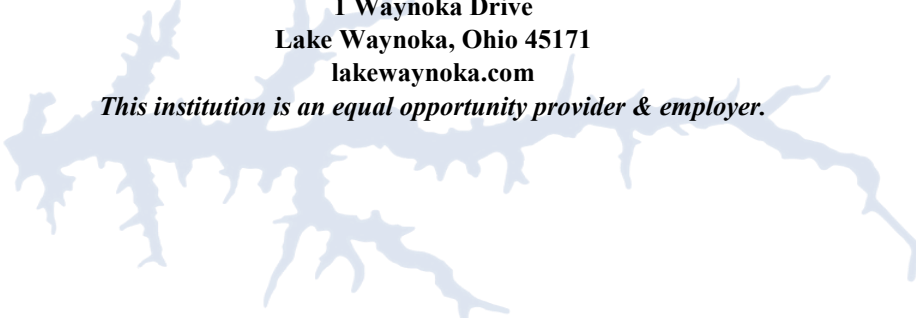 1 Waynoka Drive
Lake Waynoka, Ohio 45171
lakewaynoka.com
This institution is an equal opportunity provider & employer.